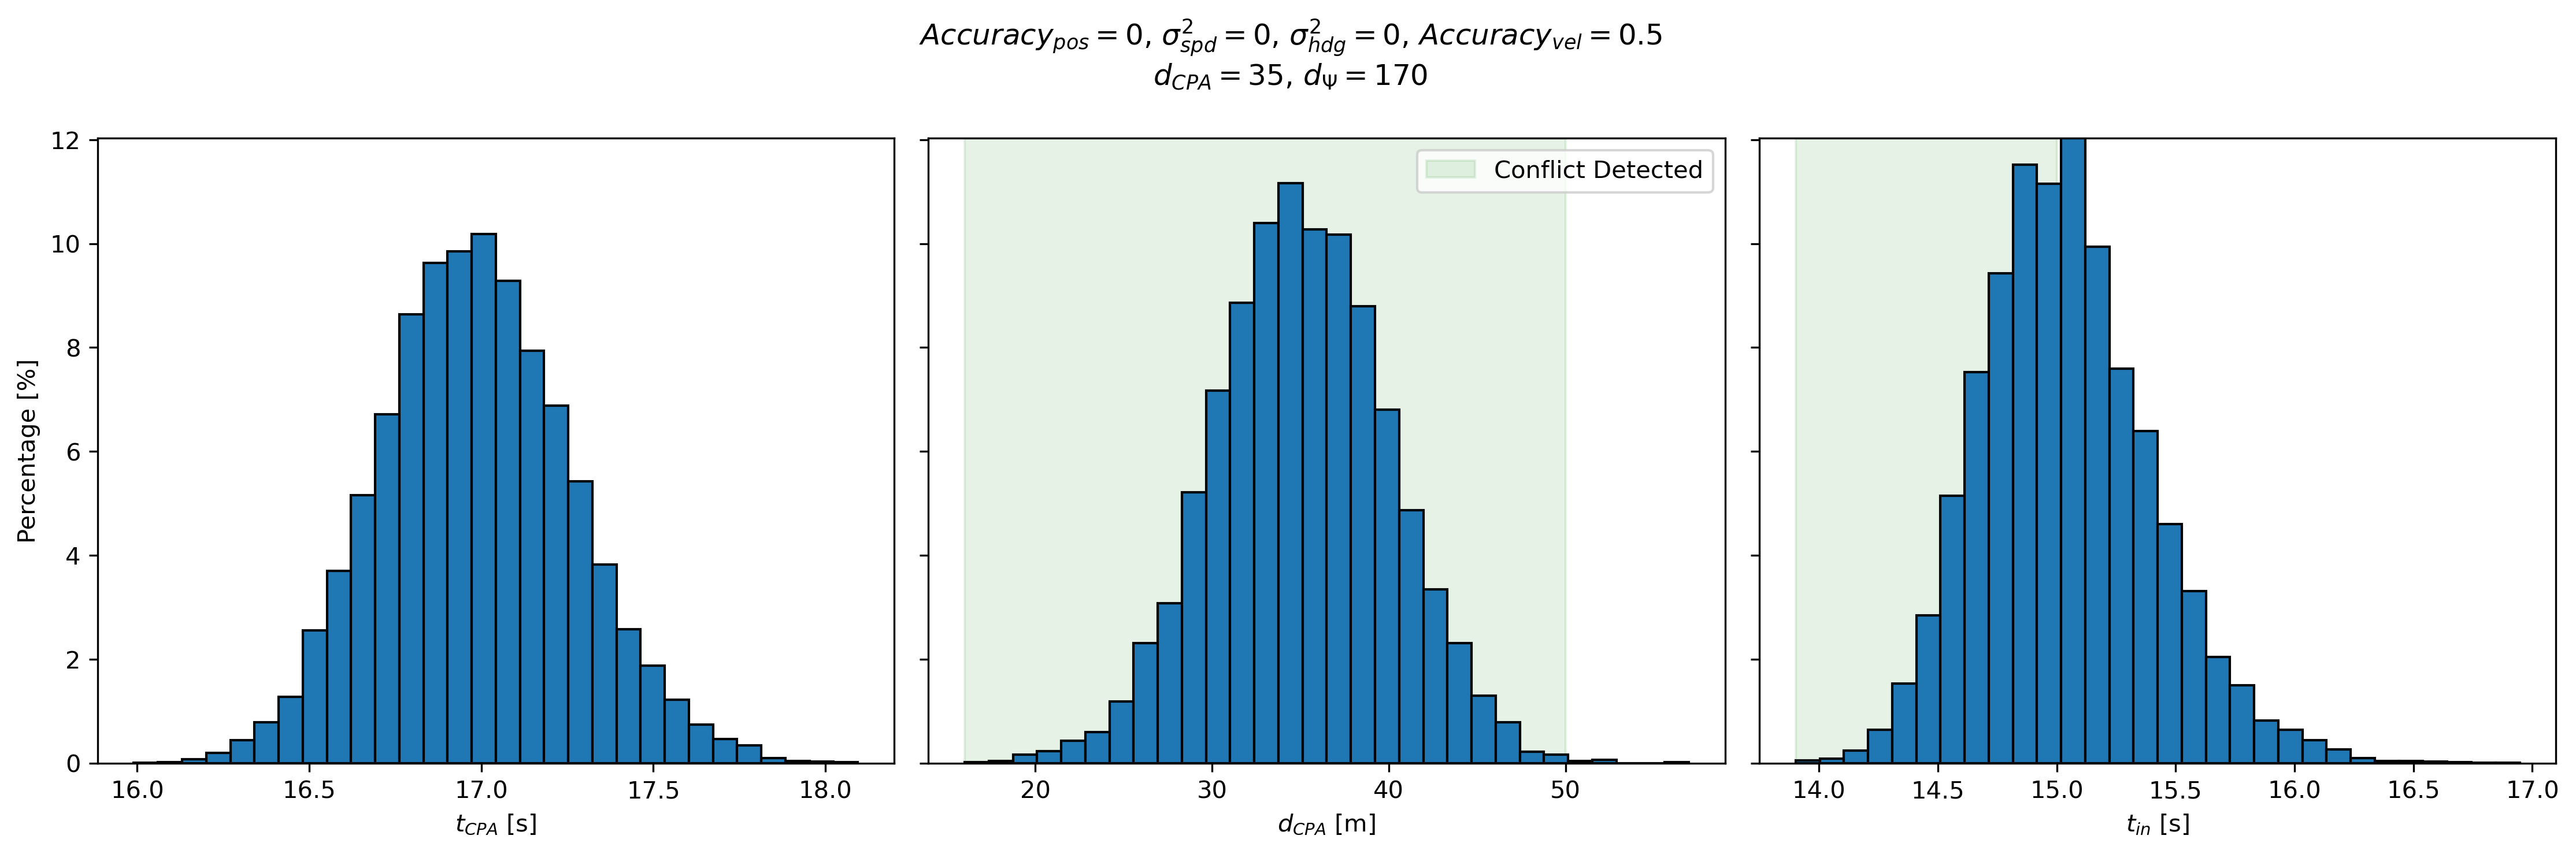 Accuracy_pos = 0, σ²_spd = 0, σ²_hdg = 0, Accuracy_vel = 0.5
d_CPA = 35, d_Ψ = 170
Percentage [%]
12
10
8
6
4
2
0
16.0 16.5 17.0 17.5 18.0
t_CPA [s]
Conflict Detected
20 30 40 50
d_CPA [m]
14.0 14.5 15.0 15.5 16.0 16.5 17.0
t_in [s]